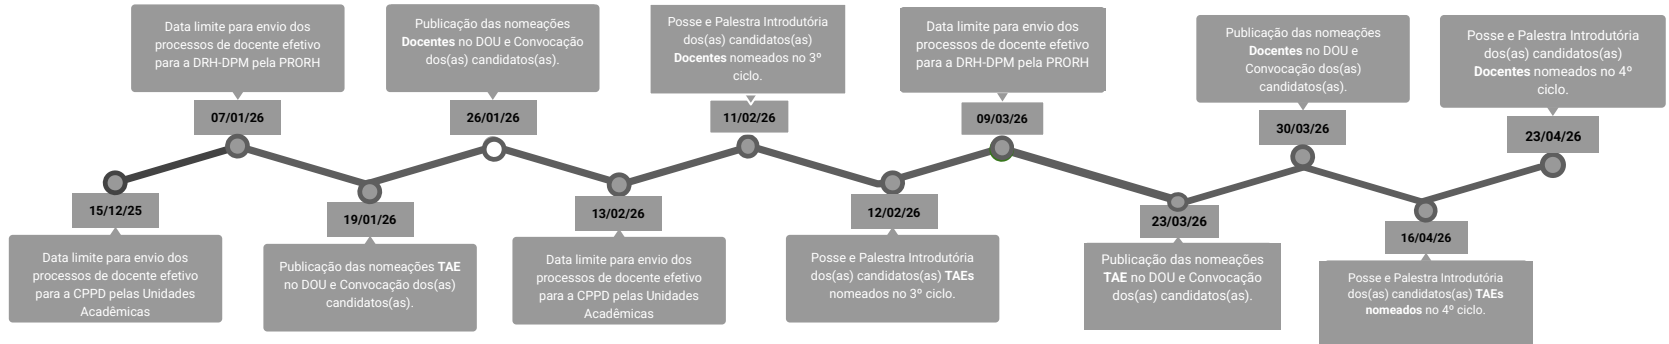 Data limite para envio dos
processos de docente efetivo
para a DRH-DPM pela PRORH
07/01/26
Publicação das nomeações
Docentes no DOU e Convocação
dos(as) candidatos(as).
26/01/26
Posse e Palestra Introdutória
dos(as) candidatos(as)
Docentes nomeados no 3º
ciclo.
11/02/26
Data limite para envio dos
processos de docente efetivo
para a DRH-DPM pela PRORH
09/03/26
Publicação das nomeações
Docentes no DOU e
Convocação dos(as)
candidatos(as).
30/03/26
Posse e Palestra Introdutória
dos(as) candidatos(as)
Docentes nomeados no 4º
ciclo.
23/04/26
15/12/25
Data limite para envio dos
processos de docente efetivo
para a CPPD pelas Unidades
Acadêmicas
19/01/26
Publicação das nomeações TAE
no DOU e Convocação dos(as)
candidatos(as).
13/02/26
Data limite para envio dos
processos de docente efetivo
para a CPPD pelas Unidades
Acadêmicas
12/02/26
Posse e Palestra Introdutória
dos(as) candidatos(as) TAEs
nomeados no 3º ciclo.
23/03/26
Publicação das nomeações
TAE no DOU e Convocação
dos(as) candidatos(as).
16/04/26
Posse e Palestra Introdutória
dos(as) candidatos(as) TAEs
nomeados no 4º ciclo.